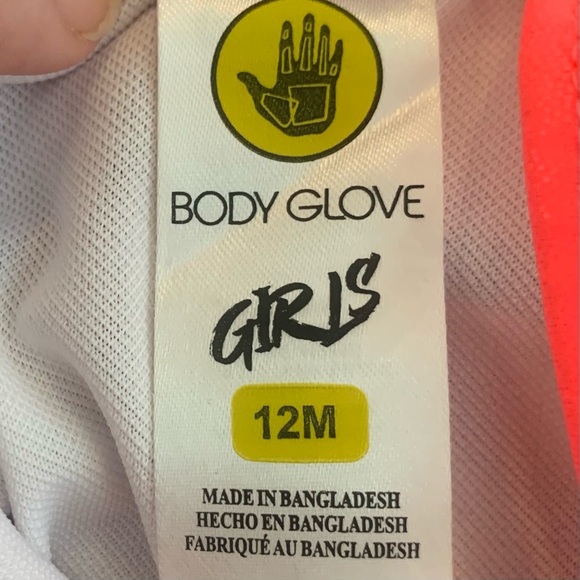 BODY GLOVE
GIRLS
12M
MADE IN BANGLADESH
HECHO EN BANGLADESH
FABRIQUÉ AU BANGLADESH